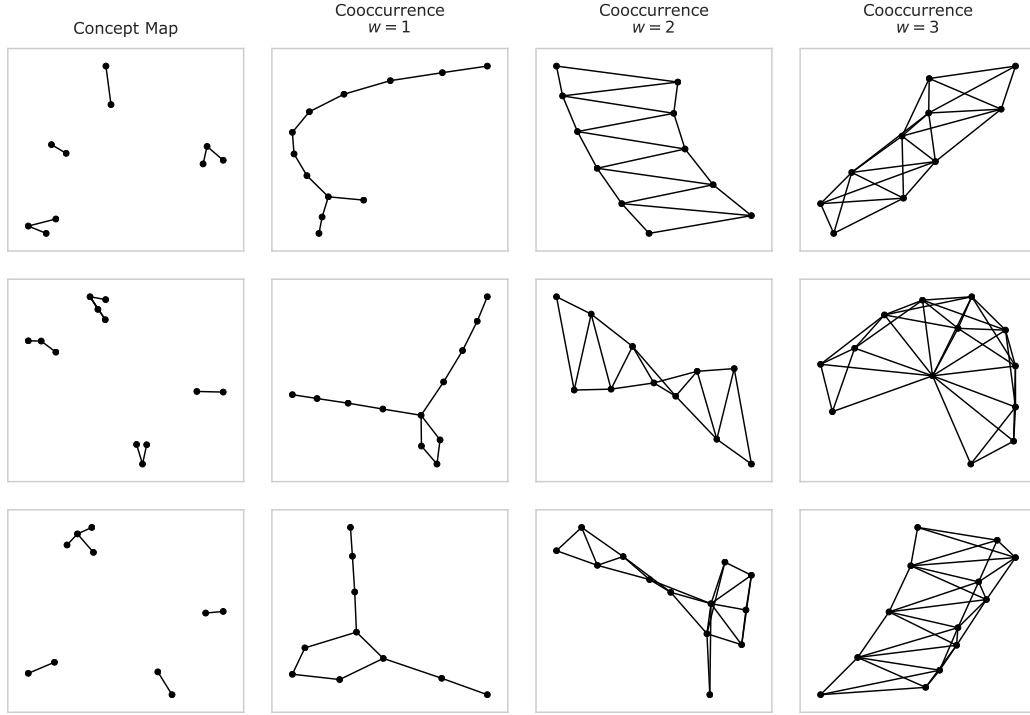 Concept Map
Cooccurrence
w = 1
Cooccurrence
w = 2
Cooccurrence
w = 3